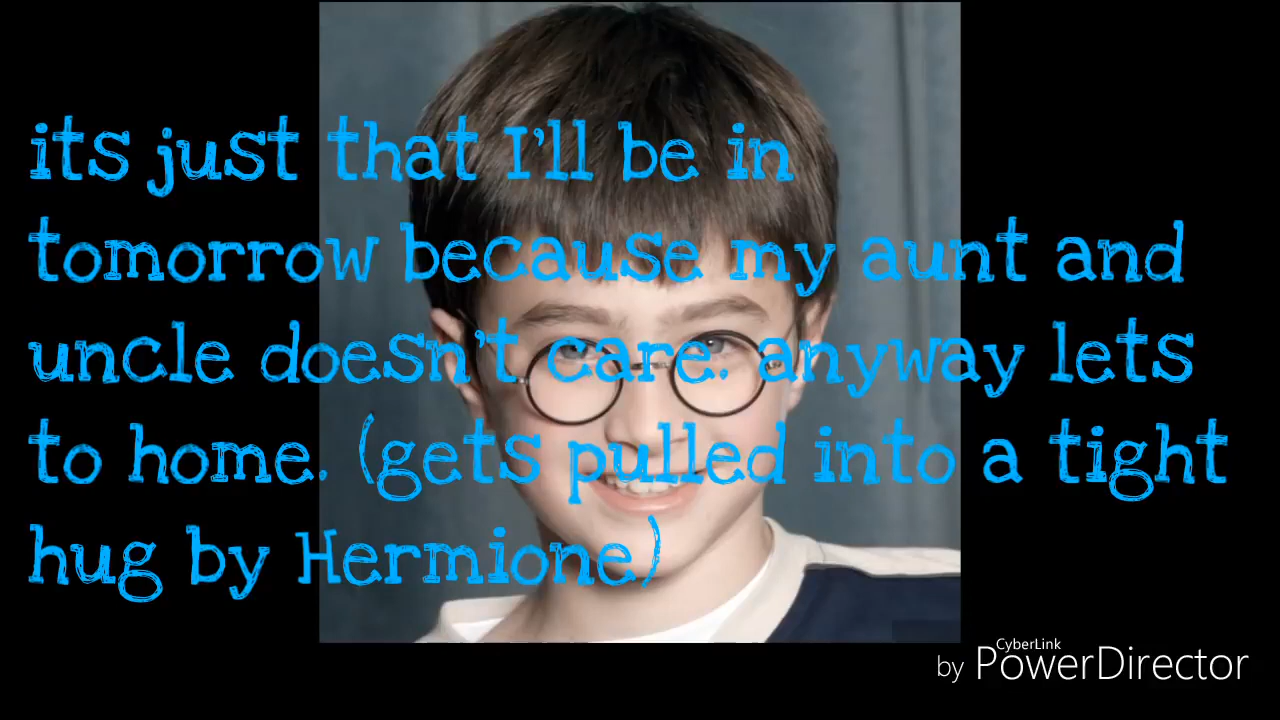 its just that I'll be in
tomorrow because my aunt and
uncle doesn't care. anyway lets
to home. (gets pulled into a tight
hug by Hermione)
CyberLink
by PowerDirector